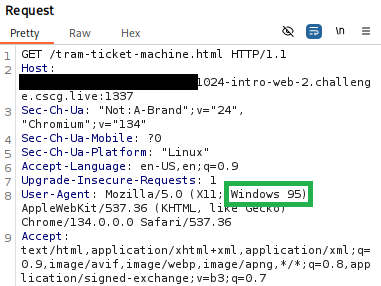 Request
Pretty Raw Hex
\n
1 GET /tram-ticket-machine.html HTTP/1.1
2 Host:
1024-intro-web-2.challeng
e.cscg.live:1337
3 Sec-Ch-Ua: "Not:A-Brand";v="24",
"Chromium";v="134"
4 Sec-Ch-Ua-Mobile: ?0
5 Sec-Ch-Ua-Platform: "Linux"
6 Accept-Language: en-US,en;q=0.9
7 Upgrade-Insecure-Requests: 1
8 User-Agent: Mozilla/5.0 (X11; Windows 95)
AppleWebKit/537.36 (KHTML, like Gecko)
Chrome/134.0.0.0 Safari/537.36
9 Accept:
text/html,application/xhtml+xml,application/xml;q=
0.9,image/avif,image/webp,image/apng,*/*;q=0.8,app
lication/signed-exchange;v=b3;q=0.7